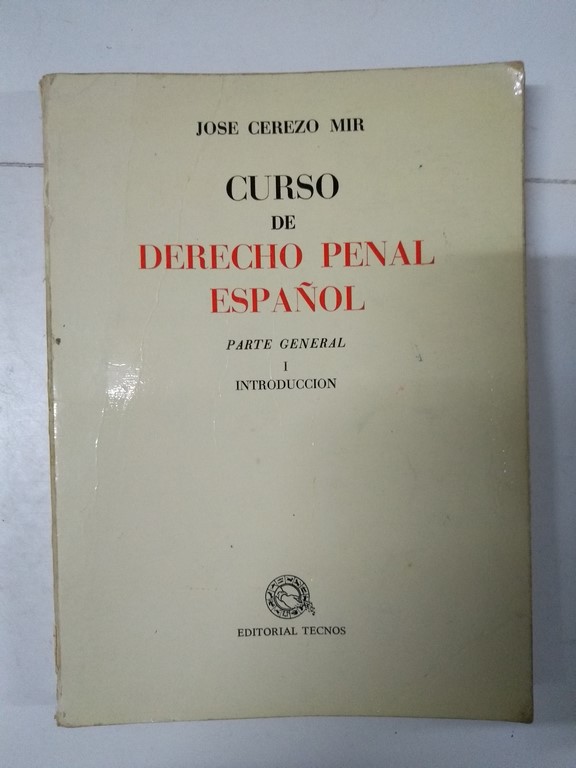 JOSE CEREZO MIR
CURSO
DE
DERECHO PENAL
ESPAÑOL
PARTE GENERAL
I
INTRODUCCION
EDITORIAL TECNOS